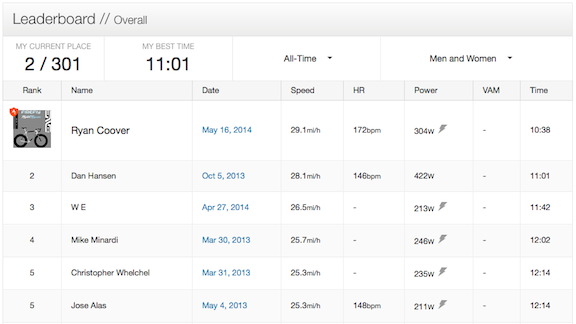 Leaderboard // Overall
MY CURRENT PLACE MY BEST TIME
2 / 301 11:01 All-Time Men and Women
Rank Name Date Speed HR Power VAM Time
Ryan Coover May 16, 2014 29.1mi/h 172bpm 304W - 10:38
2 Dan Hansen Oct 5, 2013 28.1mi/h 146bpm 422W - 11:01
3 W E Apr 27, 2014 26.5mi/h - 213W - 11:42
4 Mike Minardi Mar 30, 2013 25.7mi/h - 246W - 12:02
5 Christopher Whelchel Mar 31, 2013 25.3mi/h - 235W - 12:14
5 Jose Alas May 4, 2013 25.3mi/h 148bpm 211W - 12:14